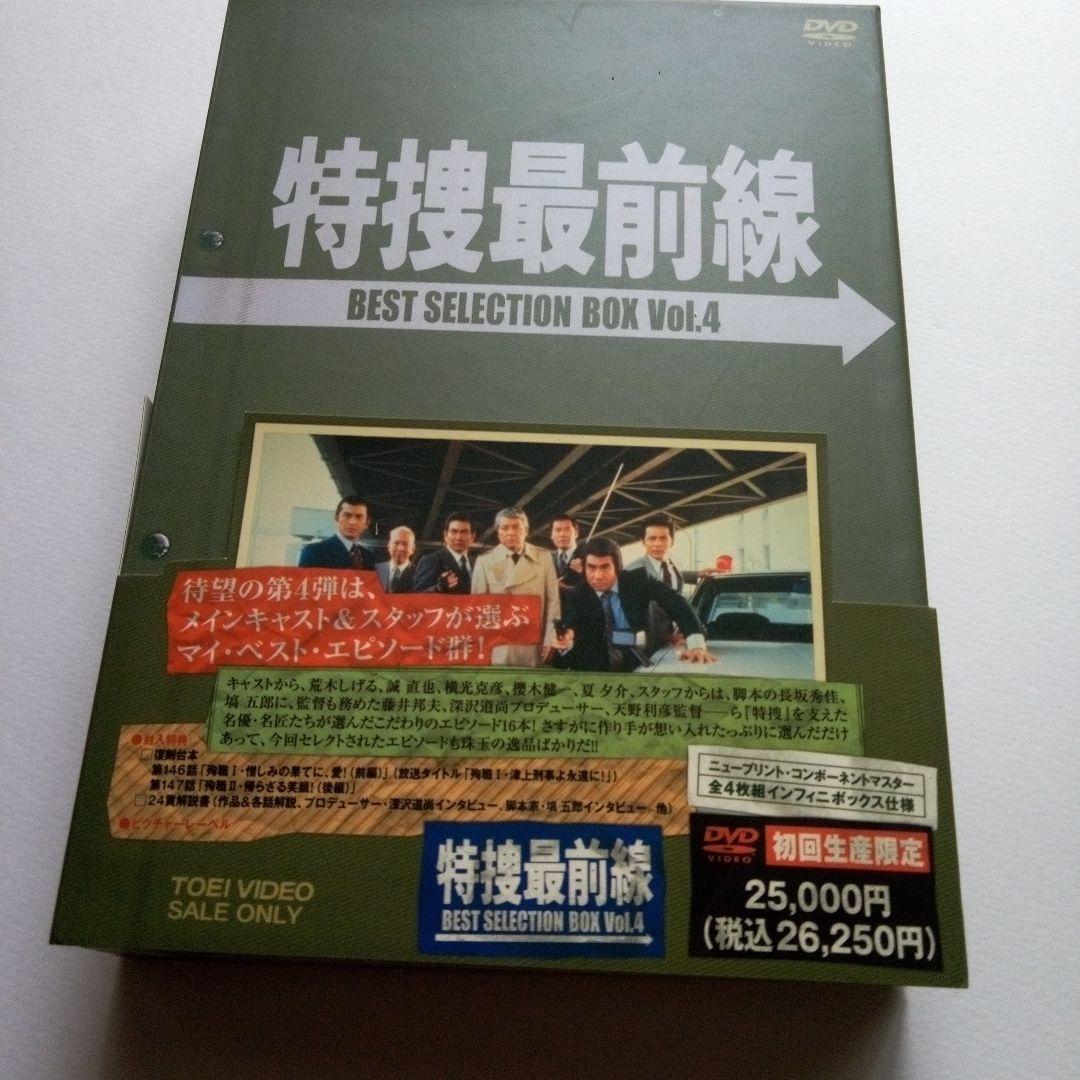 DVD
VIDEO
特捜最前線
BEST SELECTION BOX Vol.4
待望の第4弾は、
メインキャスト&スタッフが選ぶ
マイ・ベスト・エピソード群!
キャストから、荒木しげる、誠 直也、横光克彦、櫻木健一、夏 夕介、スタッフからは、脚本の長坂秀佳、
塙 五郎に、監督も務めた藤井邦夫、深沢道尚プロデューサー、天野利彦監督――ら『特捜』を支えた
名優・名匠たちが選んだこだわりのエピソード16本! さすがに作り手が想い入れたっぷりに選んだだけ
あって、今回セレクトされたエピソードも珠玉の逸品ばかりだ!!
●封入特典
□復刻台本
第146話「殉職Ⅰ・憎しみの果てに、愛!(前編)」(放送タイトル「殉職Ⅰ・津上刑事よ永遠に!」)
第147話「殉職Ⅱ・帰らざる笑顔!(後編)」
□24頁解説書(作品&各話解説、プロデューサー・深沢道尚インタビュー、脚本家・塙 五郎インタビュー 他)
●ピクチャーレーベル
ニュープリント・コンポーネントマスター
全4枚組インフィニボックス仕様
DVD
VIDEO
初回生産限定
25,000円
(税込26,250円)
特捜最前線
BEST SELECTION BOX Vol.4
TOEI VIDEO
SALE ONLY